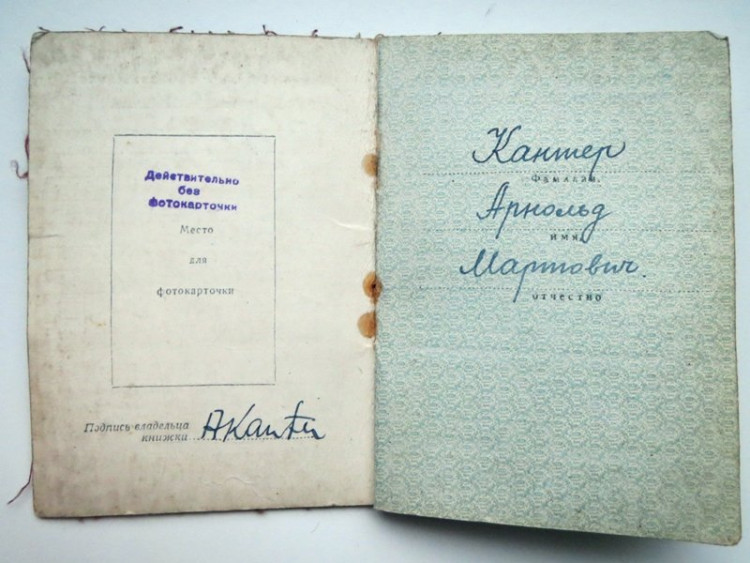 Действительно
без
фотокарточки
Место
для
фотокарточки
Подпись владельца
книжки AKanter
Кантер
Фамилия
Арнольд
имя
Мартович.
отчество